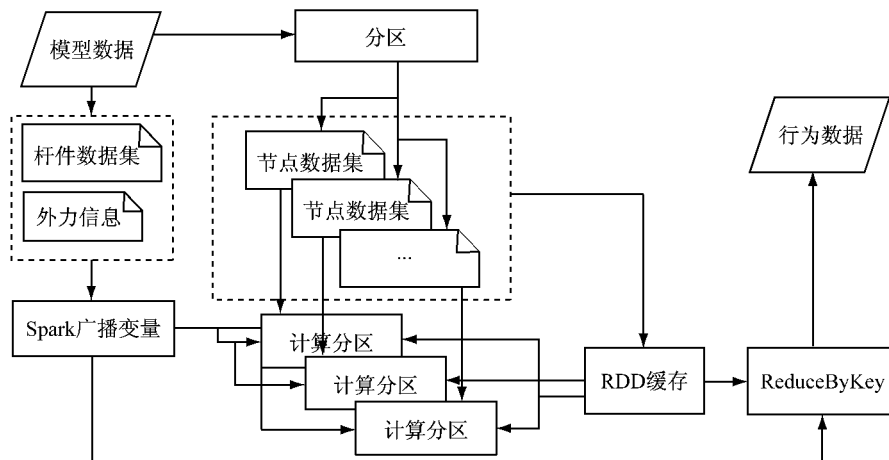 模型数据
分区
杆件数据集
外力信息
节点数据集
节点数据集
...
行为数据
Spark广播变量
计算分区
计算分区
计算分区
RDD缓存
ReduceByKey